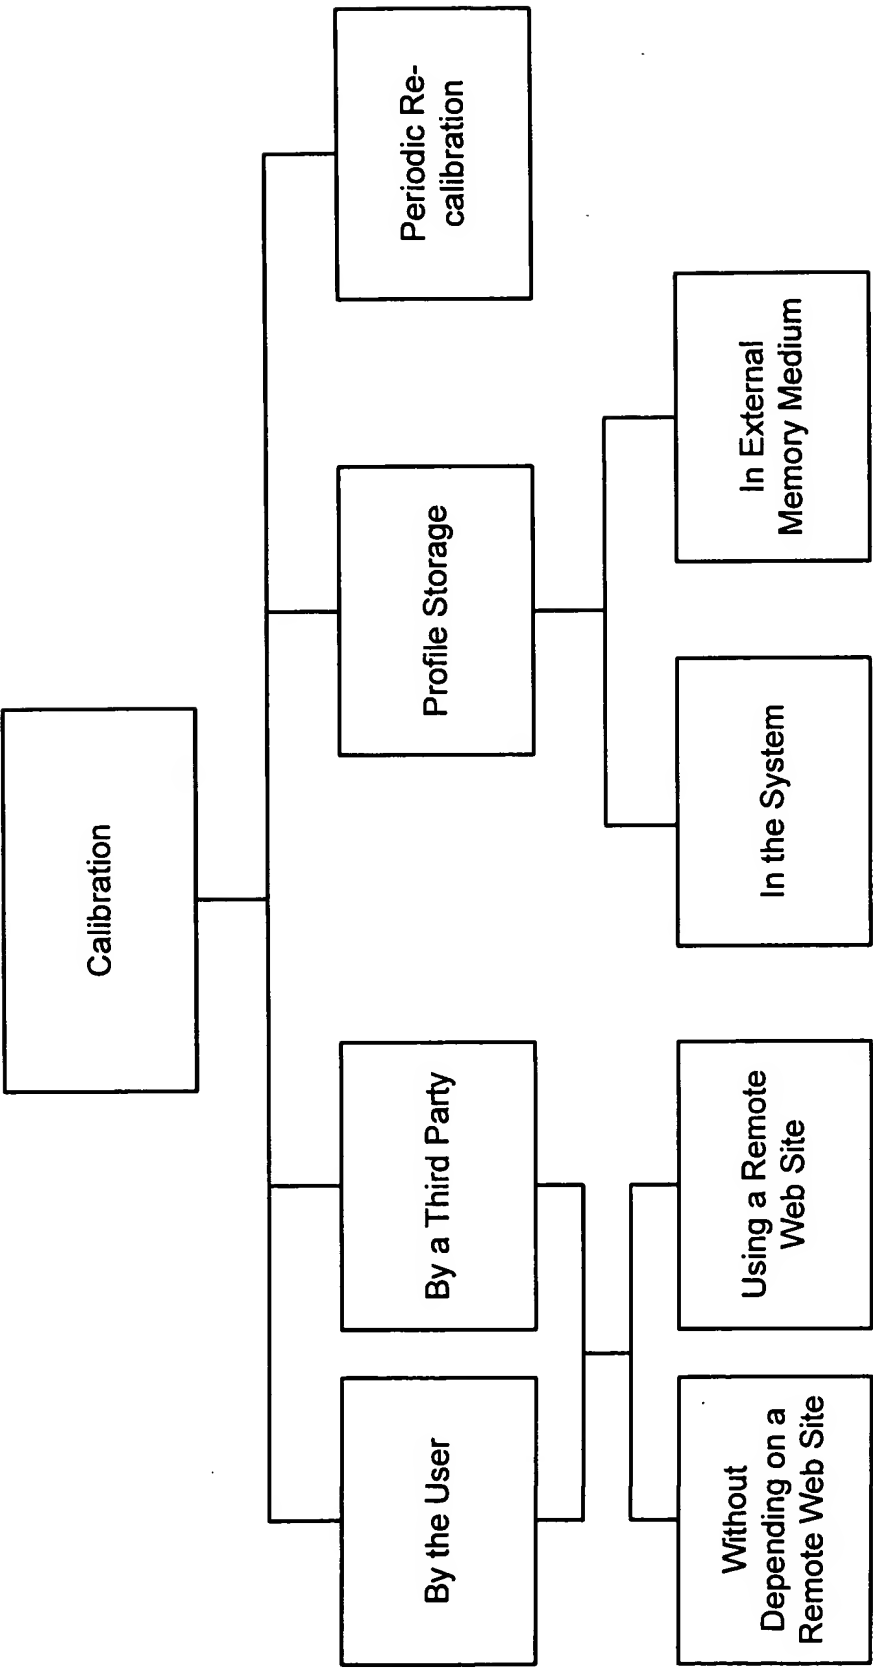 Calibration
By the User
By a Third Party
Profile Storage
Periodic Re-
calibration
Without
Depending on a
Remote Web Site
Using a Remote
Web Site
In the System
In External
Memory Medium